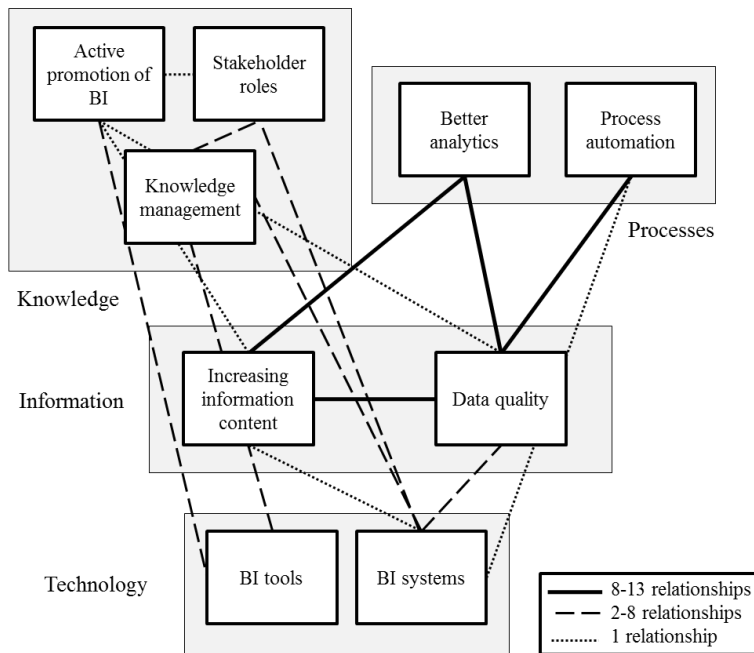 Active
promotion of
BI
Stakeholder
roles
Knowledge
management
Knowledge
Better
analytics
Process
automation
Processes
Information
Increasing
information
content
Data quality
Technology
BI tools
BI systems
8-13 relationships
2-8 relationships
1 relationship